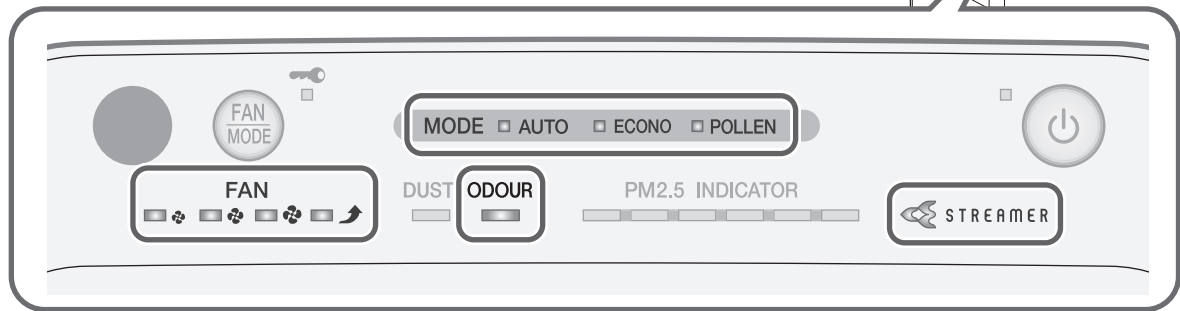 FAN
MODE
MODE AUTO ECONO POLLEN
FAN
DUST
ODOUR
PM2.5 INDICATOR
STREAMER